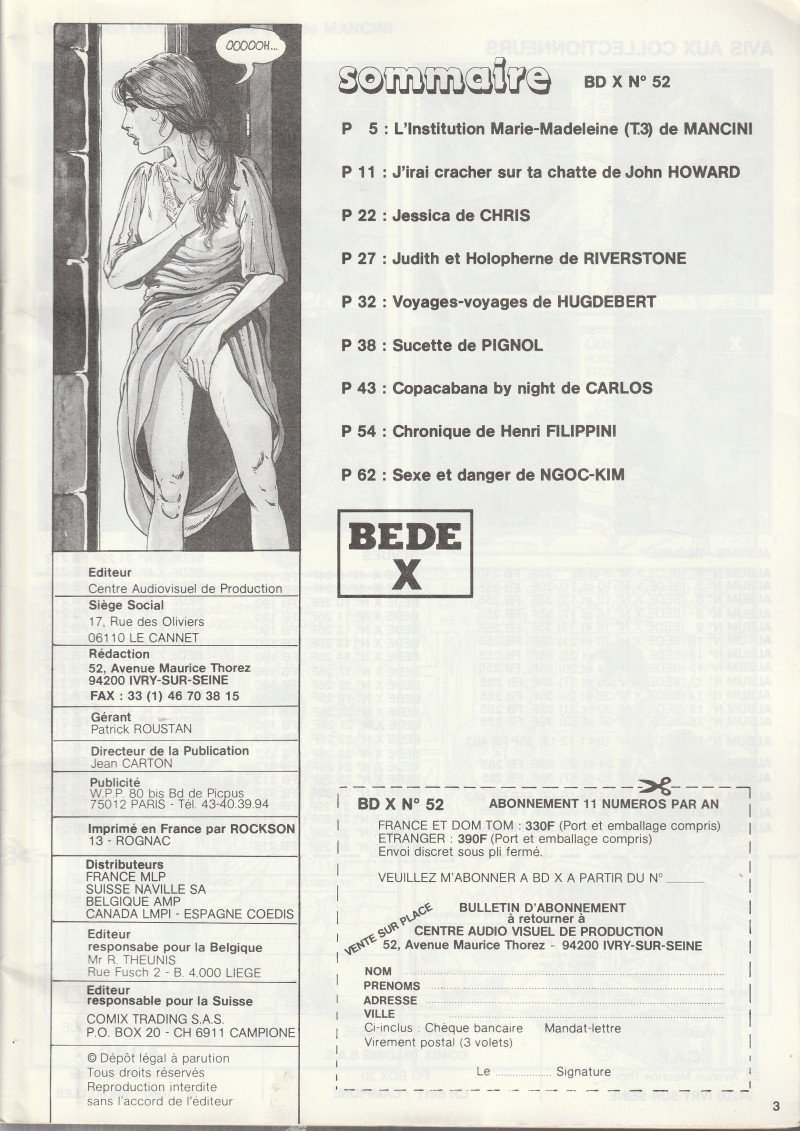 OOOOOH...
sommaire
BD X N° 52
P 5 : L'Institution Marie-Madeleine (T.3) de MANCINI
P 11 : J'irai cracher sur ta chatte de John HOWARD
P 22 : Jessica de CHRIS
P 27 : Judith et Holopherne de RIVERSTONE
P 32 : Voyages-voyages de HUGDEBERT
P 38 : Sucette de PIGNOL
P 43 : Copacabana by night de CARLOS
P 54 : Chronique de Henri FILIPPINI
P 62 : Sexe et danger de NGOC-KIM
BEDE
X
Editeur
Centre Audiovisuel de Production
Siège Social
17, Rue des Oliviers
06110 LE CANNET
Rédaction
52, Avenue Maurice Thorez
94200 IVRY-SUR-SEINE
FAX : 33 (1) 46 70 38 15
Gérant
Patrick ROUSTAN
Directeur de la Publication
Jean CARTON
Publicité
W.P.P. 80 bis Bd de Picpus
75012 PARIS - Tél. 43-40.39.94
Imprimé en France par ROCKSON
13 - ROGNAC
Distributeurs
FRANCE MLP
SUISSE NAVILLE SA
BELGIQUE AMP
CANADA LMPI - ESPAGNE COEDIS
Editeur
responsabe pour la Belgique
Mr R. THEUNIS
Rue Fusch 2 - B. 4.000 LIEGE
Editeur
responsable pour la Suisse
COMIX TRADING S.A.S.
P.O. BOX 20 - CH 6911 CAMPIONE
© Dépôt légal à parution
Tous droits réservés
Reproduction interdite
sans l'accord de l'éditeur
BD X N° 52 ABONNEMENT 11 NUMEROS PAR AN
FRANCE ET DOM TOM : 330F (Port et emballage compris)
ETRANGER : 390F (Port et emballage compris)
Envoi discret sous pli fermé.
VEUILLEZ M'ABONNER A BD X A PARTIR DU N° ______
VENTE SUR PLACE
BULLETIN D'ABONNEMENT
à retourner à
CENTRE AUDIO VISUEL DE PRODUCTION
52, Avenue Maurice Thorez - 94200 IVRY-SUR-SEINE
NOM
PRENOMS
ADRESSE
VILLE
Ci-inclus : Chèque bancaire Mandat-lettre
Virement postal (3 volets)
Le .................. Signature
3